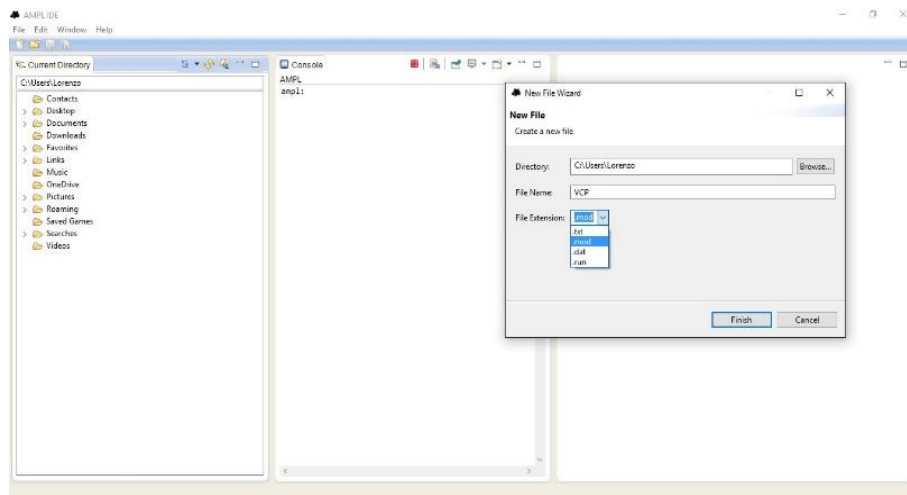 AMPL IDE
File Edit Window Help
Current Directory
C:\Users\Lorenzo
Contacts
Desktop
Documents
Downloads
Favorites
Links
Music
OneDrive
Pictures
Roaming
Saved Games
Searches
Videos
Console
AMPL
ampl:
New File Wizard
New File
Create a new file
Directory: C:\Users\Lorenzo Browse...
File Name: VCP
File Extension: .mod
.txt
.mod
.dat
.run
Finish Cancel